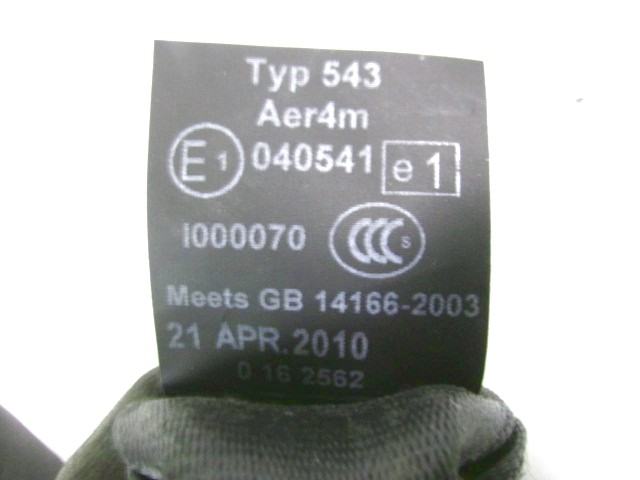 Typ 543
Aer4m
E1 040541 e1
I000070 CCC S
Meets GB 14166-2003
21 APR.2010
0 16 2562